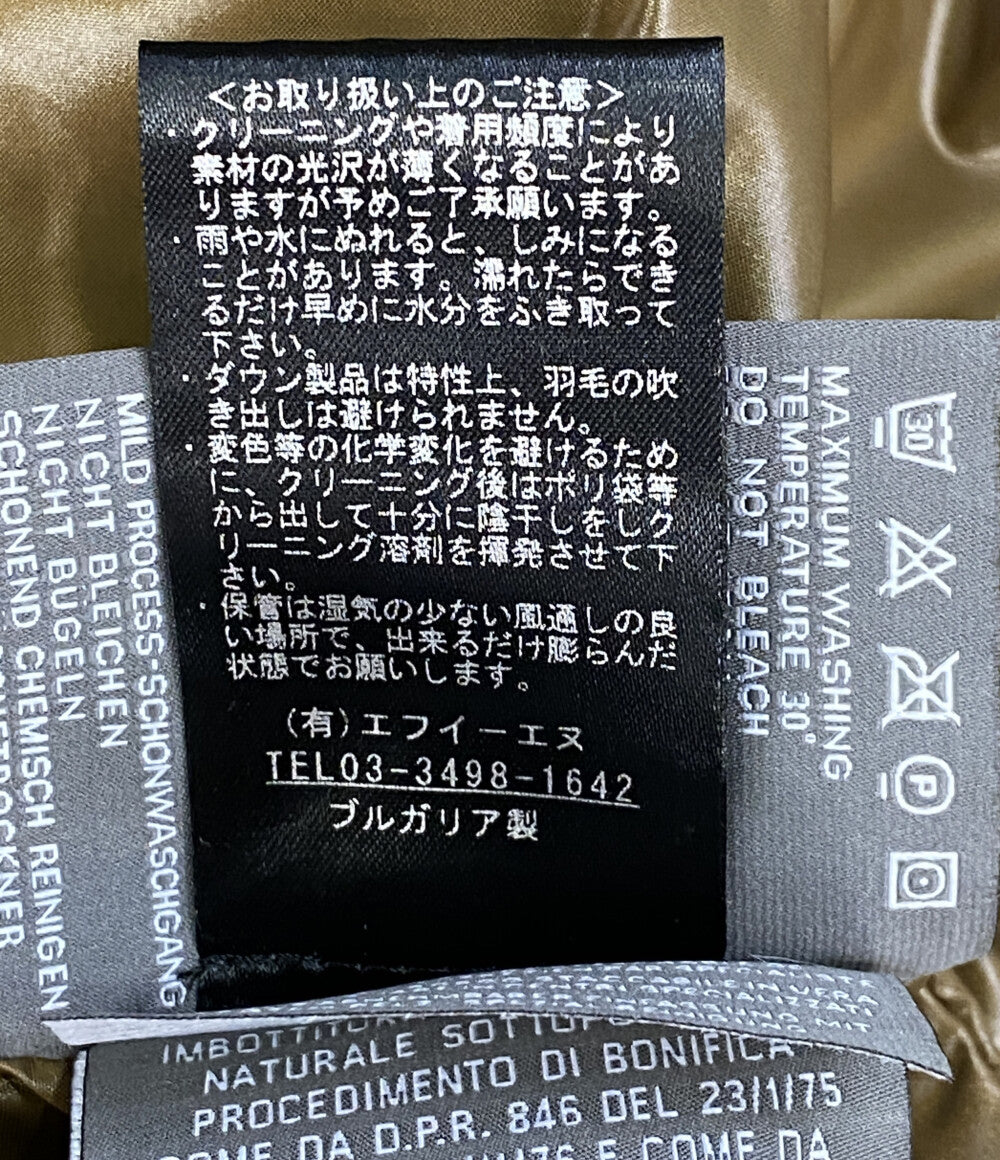 <お取り扱い上のご注意>
・クリーニングや着用頻度により
素材の光沢が薄くなることがあ
りますが予めご了承願います。
・雨や水にぬれると、しみになる
ことがあります。濡れたらでき
るだけ早めに水分をふき取って
下さい。
・ダウン製品は特性上、羽毛の吹
き出しは避けられません。
・変色等の化学変化を避けるため
に、クリーニング後はポリ袋等
から出して十分に陰干しをしク
リーニング溶剤を揮発させて下
さい。
・保管は湿気の少ない風通しの良
い場所で、出来るだけ膨らんだ
状態でお願いします。
(有)エフイーエヌ
TEL03-3498-1642
ブルガリア製
30
P
MAXIMUM WASHING
TEMPERATURE 30°
DO NOT BLEACH
MILD PROCESS-SCHONWASCHGANG
NICHT BLEICHEN
NICHT BUGELN
SCHONEND CHEMISCH REINIGEN
NATURALE
PROCEDIMENTO DI BONIFICA
COME DA D.P.R. 846 DEL 23/1/75
E COME DA